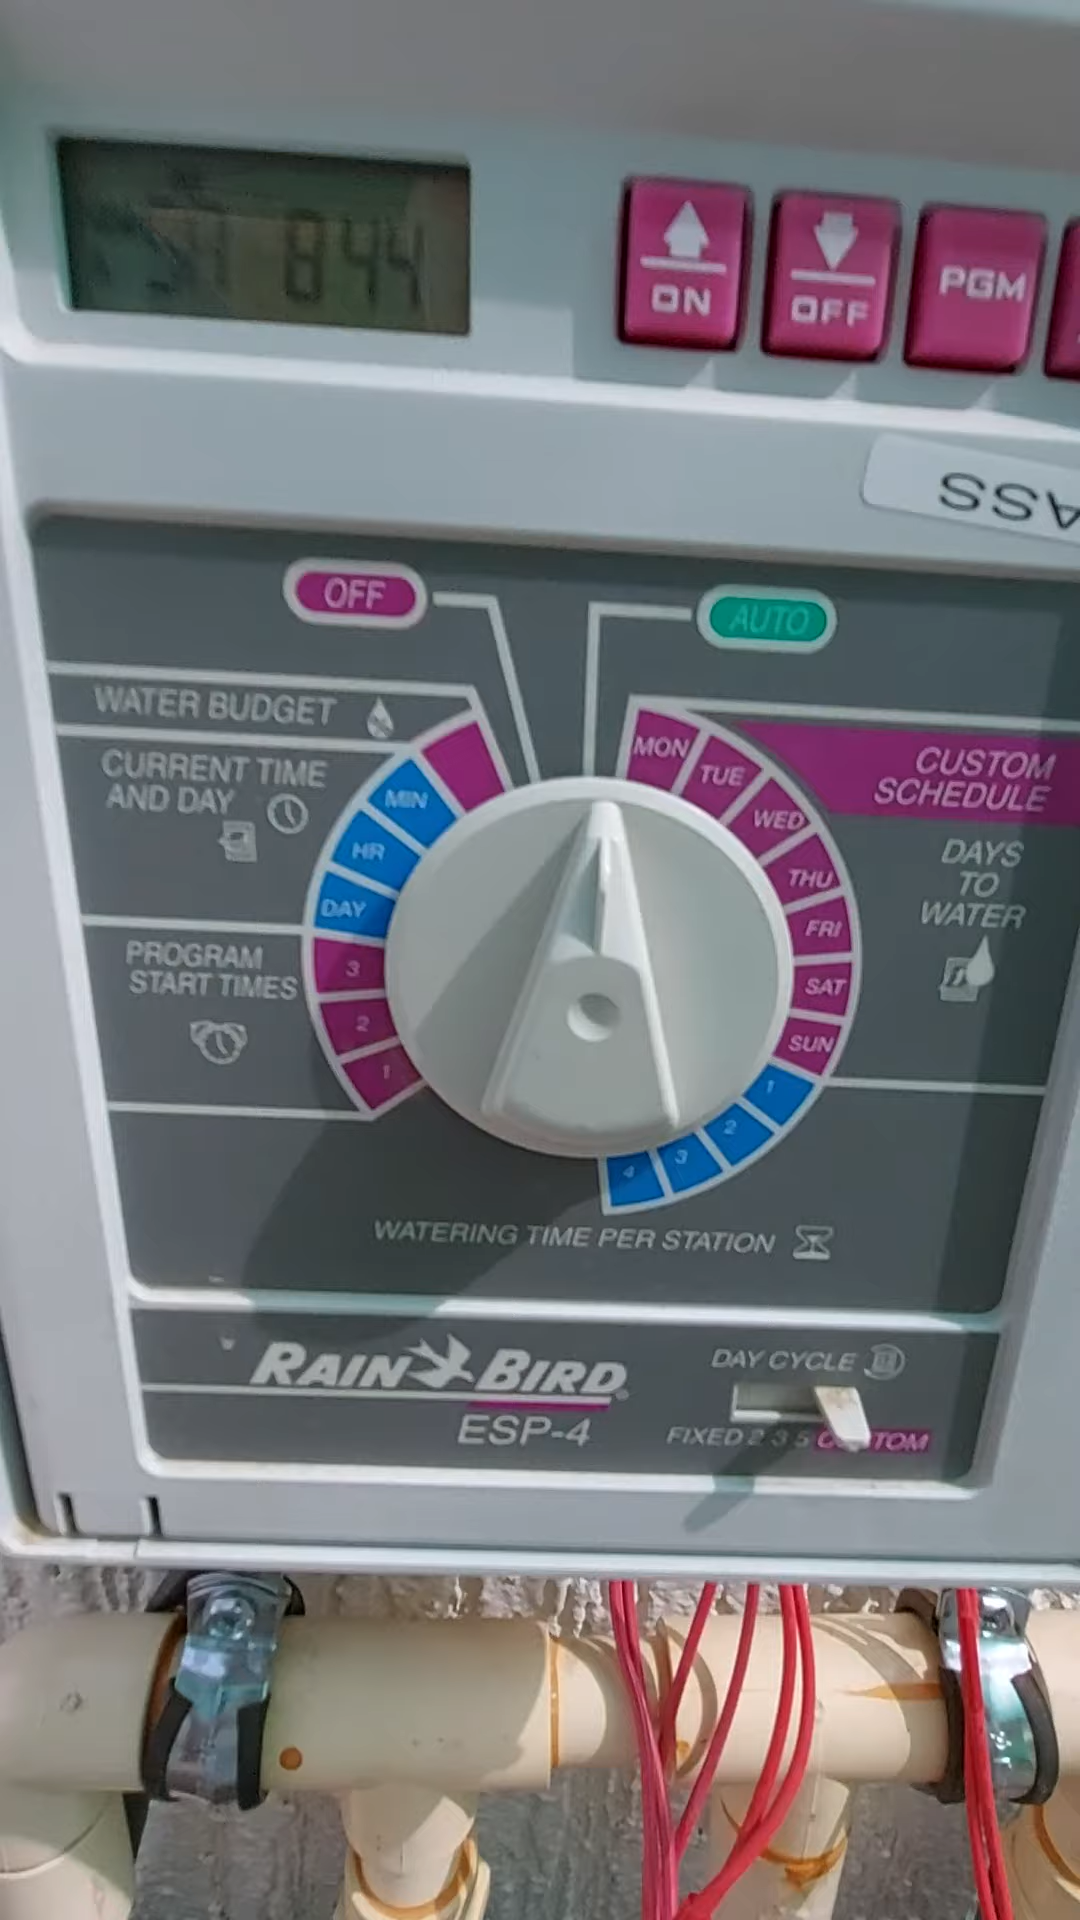 844
ON
OFF
PGM
ASS
OFF
AUTO
WATER BUDGET
CURRENT TIME
AND DAY
MIN
HR
DAY
PROGRAM
START TIMES
3
2
1
MON
TUE
WED
THU
FRI
SAT
SUN
CUSTOM
SCHEDULE
DAYS
TO
WATER
1
2
3
4
WATERING TIME PER STATION
RAIN BIRD
ESP-4
DAY CYCLE
FIXED 2 3 5